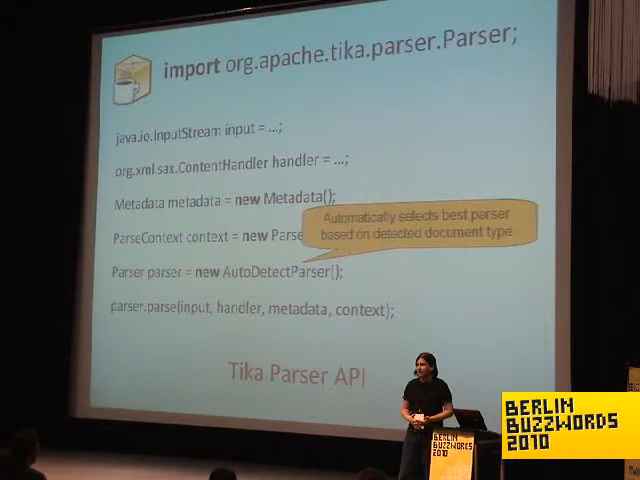 import org.apache.tika.parser.Parser;
java.io.InputStream input = ...;
org.xml.sax.ContentHandler handler = ...;
Metadata metadata = new Metadata();
ParseContext context = new Parse
Automatically selects best parser
based on detected document type
Parser parser = new AutoDetectParser();
parser.parse(input, handler, metadata, context);
Tika Parser API
BERLIN
BUZZWORDS
2010
BERLIN
BUZZWORDS
2010